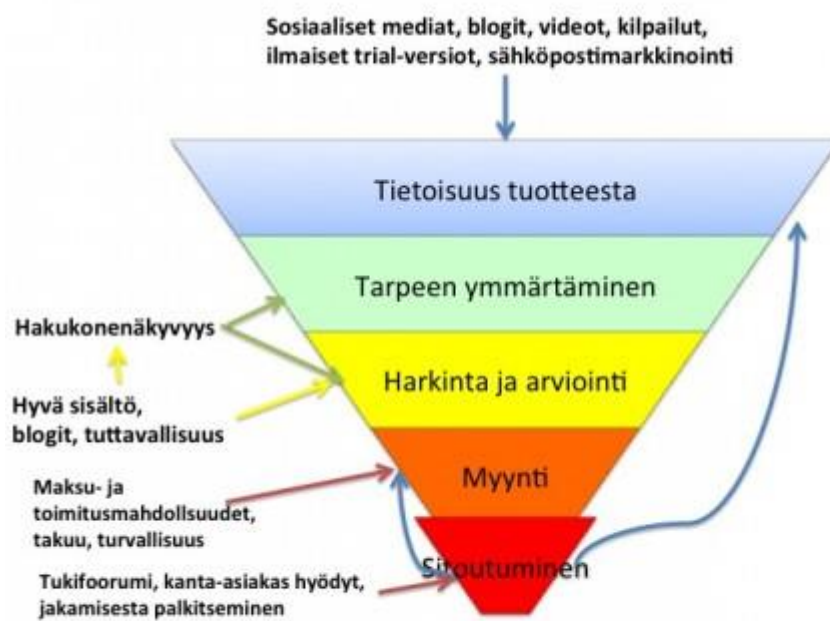 Sosiaaliset mediat, blogit, videot, kilpailut,
ilmaiset trial-versiot, sähköpostimarkkinointi
Tietoisuus tuotteesta
Tarpeen ymmärtäminen
Hakukonenäkyvyys
Harkinta ja arviointi
Hyvä sisältö,
blogit, tuttavallisuus
Myynti
Maksu- ja
toimitusmahdollsuudet,
takuu, turvallisuus
Sitoutuminen
Tukifoorumi, kanta-asiakas hyödyt,
jakamisesta palkitseminen